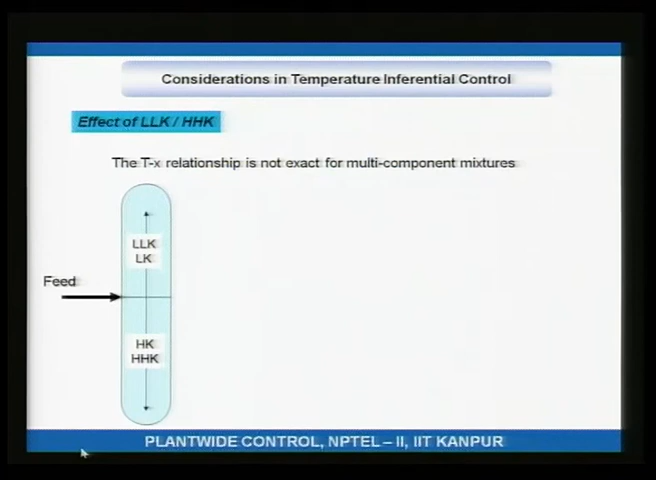 Considerations in Temperature Inferential Control
Effect of LLK / HHK
The T-x relationship is not exact for multi-component mixtures
LLK
LK
Feed
HK
HHK
PLANTWIDE CONTROL, NPTEL – II, IIT KANPUR